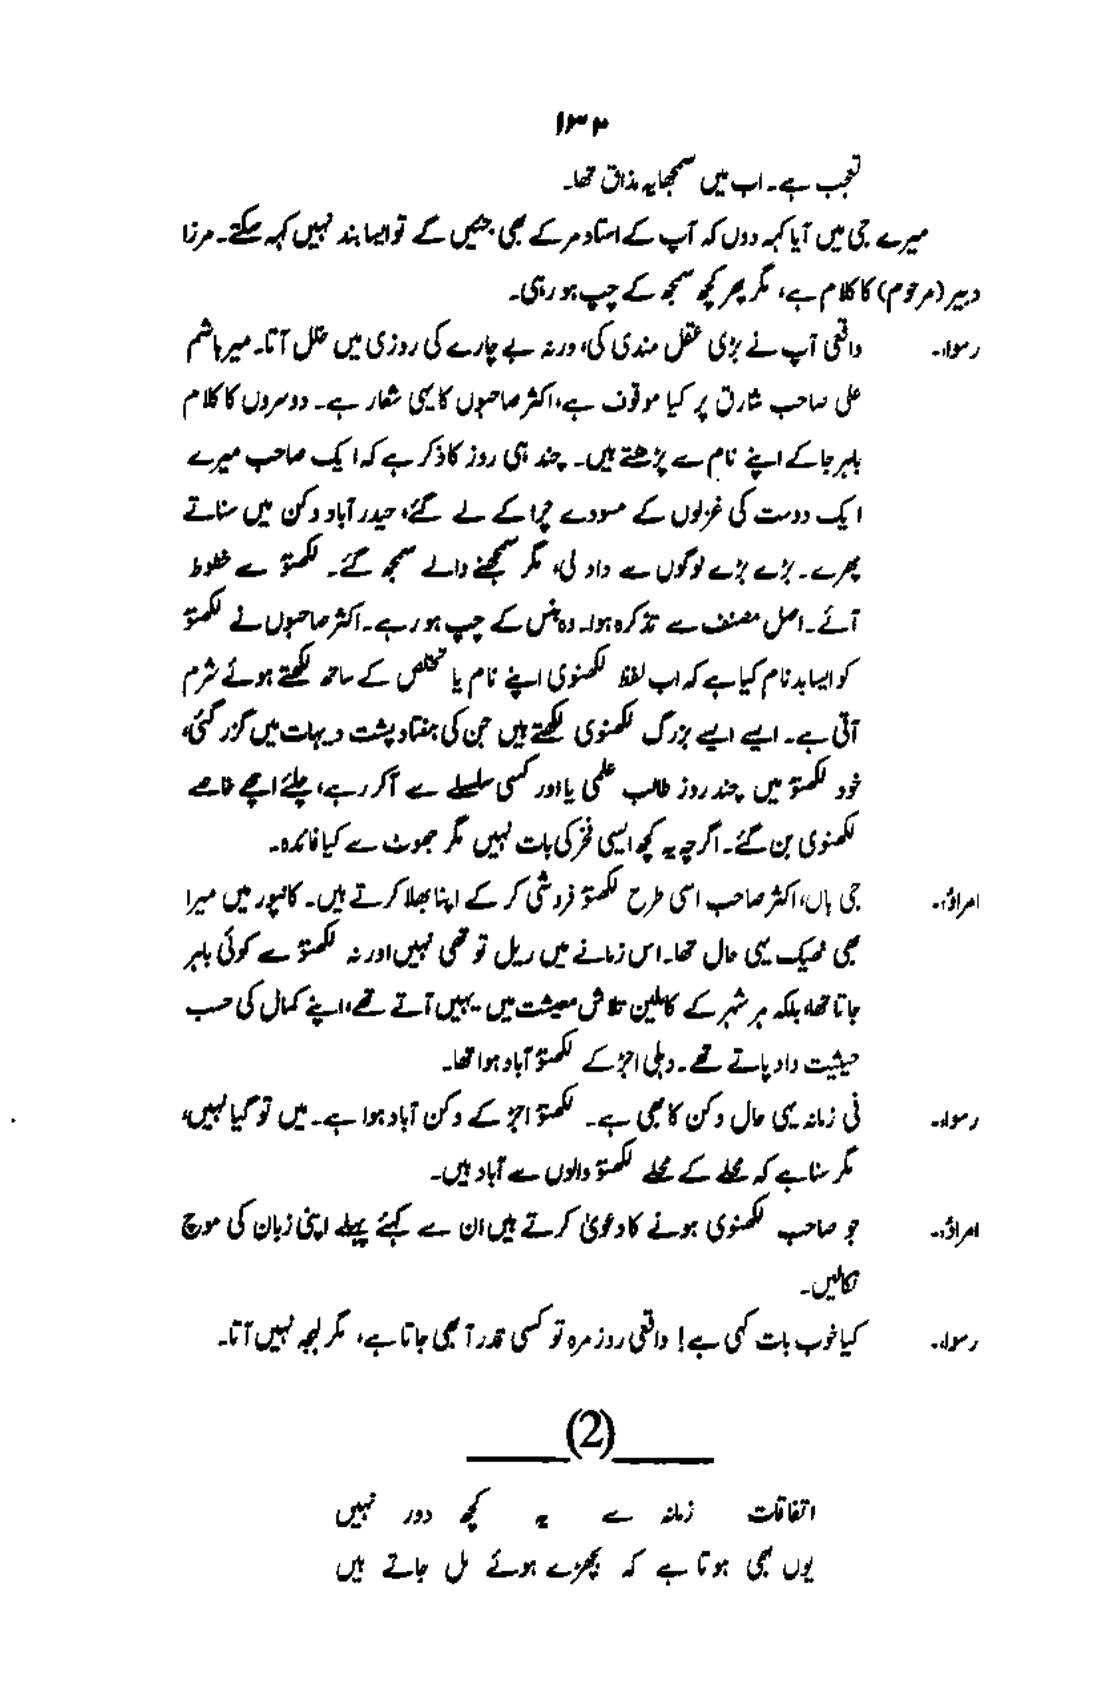 ۱۳۲
تعجب ہے۔ اب میں سمجھا یہ مذاق تھا۔
میرے جی میں آیا کہہ دوں کہ آپ کے استاد مر کے بھی جئیں گے تو ایسا بند نہیں کہہ سکتے۔ مرزا
دبیر (مرحوم) کا کلام ہے، مگر پھر کچھ سمجھ کے چپ ہو رہی۔
رسوا۔ واقعی آپ نے بڑی عقل مندی کی، ورنہ بے چارے کی روزی میں خلل آتا۔ میر ہاشم
علی صاحب شارق پر کیا موقوف ہے، اکثر صاحبوں کا یہی شعار ہے۔ دوسروں کا کلام
باہر جا کے اپنے نام سے پڑھتے ہیں۔ چند ہی روز کا ذکر ہے کہ ایک صاحب میرے
ایک دوست کی غزلوں کے مسودے چرا کے لے گئے، حیدر آباد دکن میں سناتے
پھرے۔ بڑے بڑے لوگوں سے داد لی، مگر سمجھنے والے سمجھ گئے۔ لکھنؤ سے خطوط
آئے۔ اصل مصنف سے تذکرہ ہوا۔ وہ ہنس کے چپ ہو رہے۔ اکثر صاحبوں نے لکھنؤ
کو ایسا بدنام کیا ہے کہ اب لفظ لکھنوی اپنے نام یا تخلص کے ساتھ لکھتے ہوئے شرم
آتی ہے۔ ایسے ایسے بزرگ لکھنوی لکھتے ہیں جن کی ہفتاد پشت دیہات میں گزر گئی،
خود لکھنؤ میں چند روز طالب علمی یا اور کسی سلسلے سے آکر رہے، چلئے اچھے خاصے
لکھنوی بن گئے۔ اگرچہ یہ کچھ ایسی فخر کی بات نہیں مگر جھوٹ سے کیا فائدہ۔
امراؤ۔ جی ہاں، اکثر صاحب اسی طرح لکھنؤ فروشی کر کے اپنا بھلا کرتے ہیں۔ کانپور میں میرا
بھی ٹھیک یہی حال تھا۔ اس زمانے میں ریل تو تھی نہیں اور نہ لکھنؤ سے کوئی باہر
جاتا تھا، بلکہ ہر شہر کے کاملین تلاش معیشت میں یہیں آتے تھے، اپنے کمال کی حسب
حیثیت داد پاتے تھے۔ دہلی اجڑ کے لکھنؤ آباد ہوا تھا۔
رسوا۔ فی زمانہ یہی حال دکن کا بھی ہے۔ لکھنؤ اجڑ کے دکن آباد ہوا ہے۔ میں تو گیا نہیں،
مگر سنا ہے کہ محلے کے محلے لکھنؤ والوں سے آباد ہیں۔
امراؤ۔ جو صاحب لکھنوی ہونے کا دعویٰ کرتے ہیں ان سے کہئے پہلے اپنی زبان کی موچ
نکالیں۔
رسوا۔ کیا خوب بات کہی ہے! واقعی روزمرہ تو کسی قدر آ بھی جاتا ہے، مگر لہجہ نہیں آتا۔
(2)
اتفاقات زمانہ سے یہ کچھ دور نہیں
یوں بھی ہوتا ہے کہ بچھڑے ہوئے مل جاتے ہیں